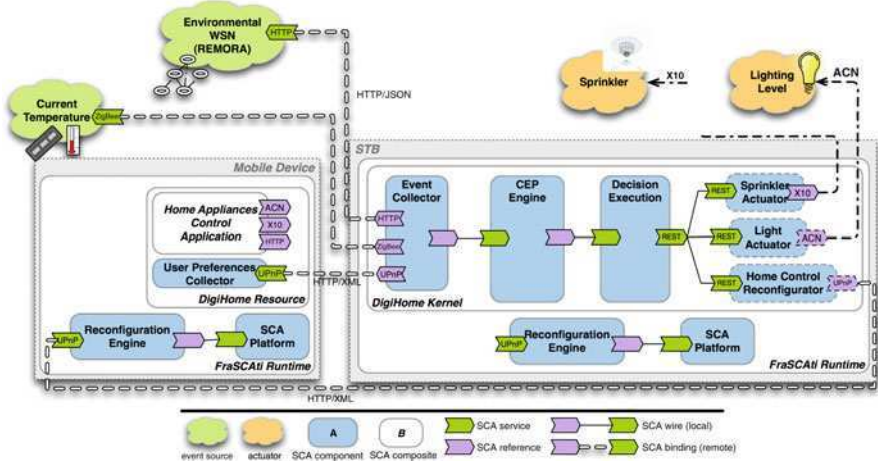 Environmental
WSN
(REMORA)
HTTP
Current
Temperature
ZigBee
HTTP/JSON
Sprinkler
X10
Lighting
Level
ACN
Mobile Device
Home Appliances
Control
Application
ACN
X10
HTTP
User Preferences
Collector
UPnP
DigiHome Resource
HTTP/XML
UPnP
Reconfiguration
Engine
SCA
Platform
FraSCAti Runtime
STB
Event
Collector
HTTP
ZigBee
UPnP
CEP
Engine
Decision
Execution
REST
REST
Sprinkler
Actuator
X10
REST
Light
Actuator
ACN
REST
Home Control
Reconfigurator
UPnP
DigiHome Kernel
UPnP
Reconfiguration
Engine
SCA
Platform
FraSCAti Runtime
HTTP/XML
event source
actuator
A
SCA component
B
SCA composite
SCA service
SCA reference
SCA wire (local)
SCA binding (remote)